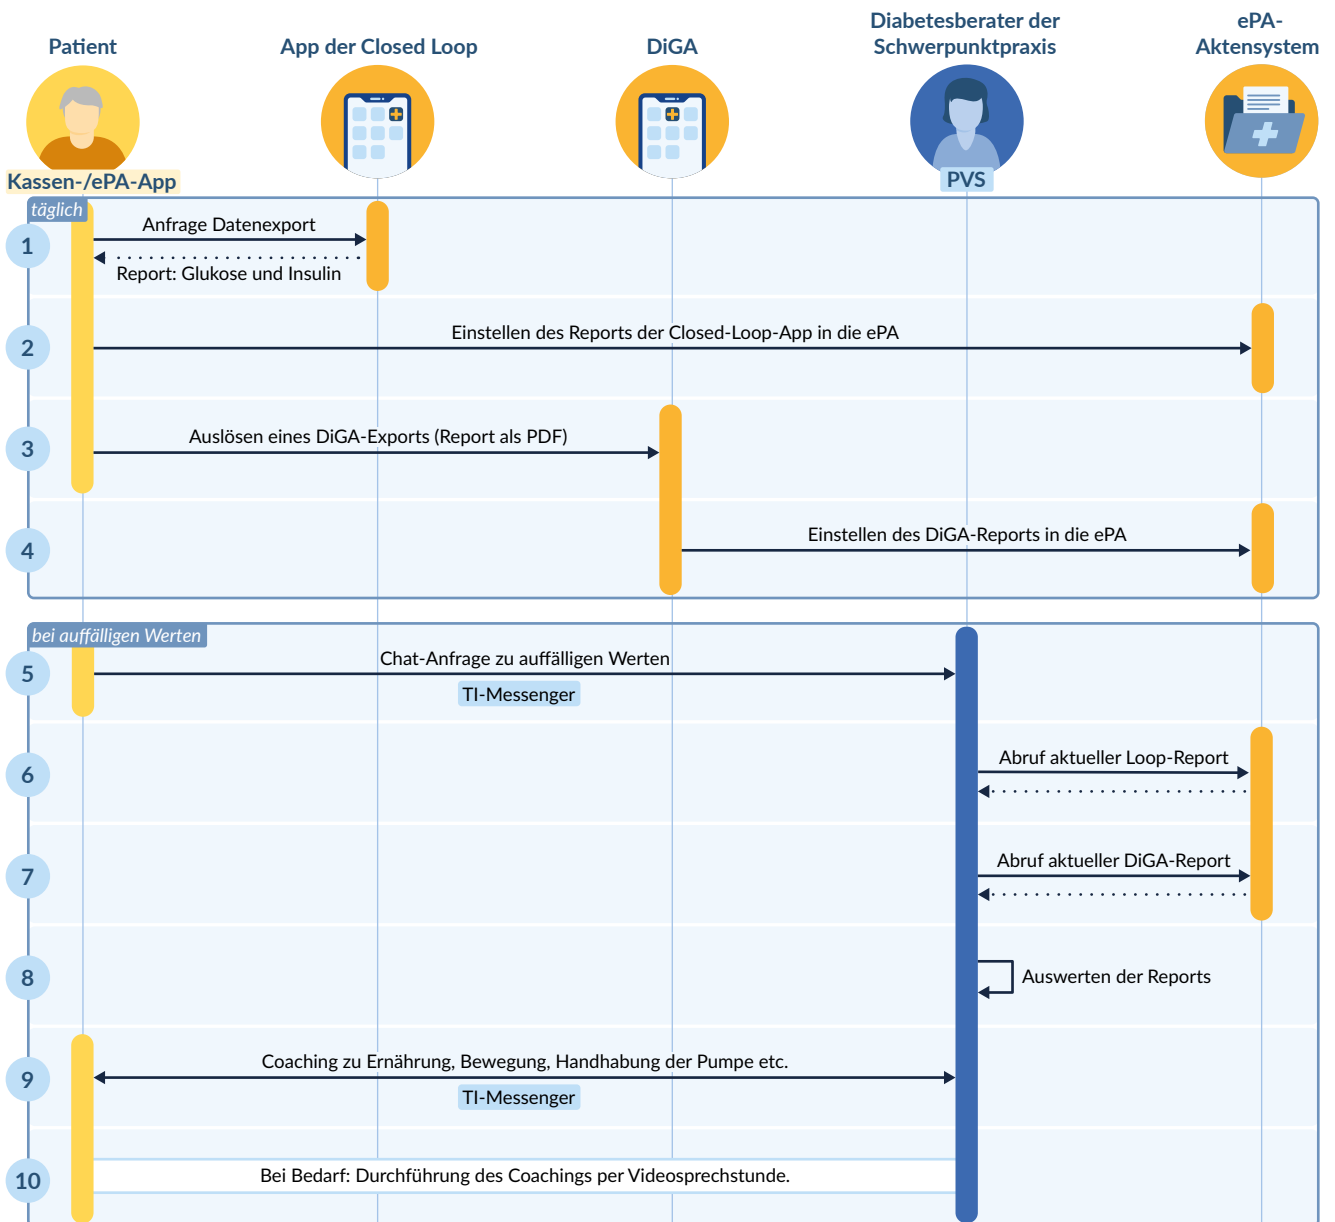 Patient
App der Closed Loop
DiGA
Diabetesberater der
Schwerpunktpraxis
ePA-
Aktensystem
Kassen-/ePA-App
PVS
täglich
1
Anfrage Datenexport
Report: Glukose und Insulin
2
Einstellen des Reports der Closed-Loop-App in die ePA
3
Auslösen eines DiGA-Exports (Report als PDF)
4
Einstellen des DiGA-Reports in die ePA
bei auffälligen Werten
5
Chat-Anfrage zu auffälligen Werten
TI-Messenger
6
Abruf aktueller Loop-Report
7
Abruf aktueller DiGA-Report
8
Auswerten der Reports
9
Coaching zu Ernährung, Bewegung, Handhabung der Pumpe etc.
TI-Messenger
10
Bei Bedarf: Durchführung des Coachings per Videosprechstunde.